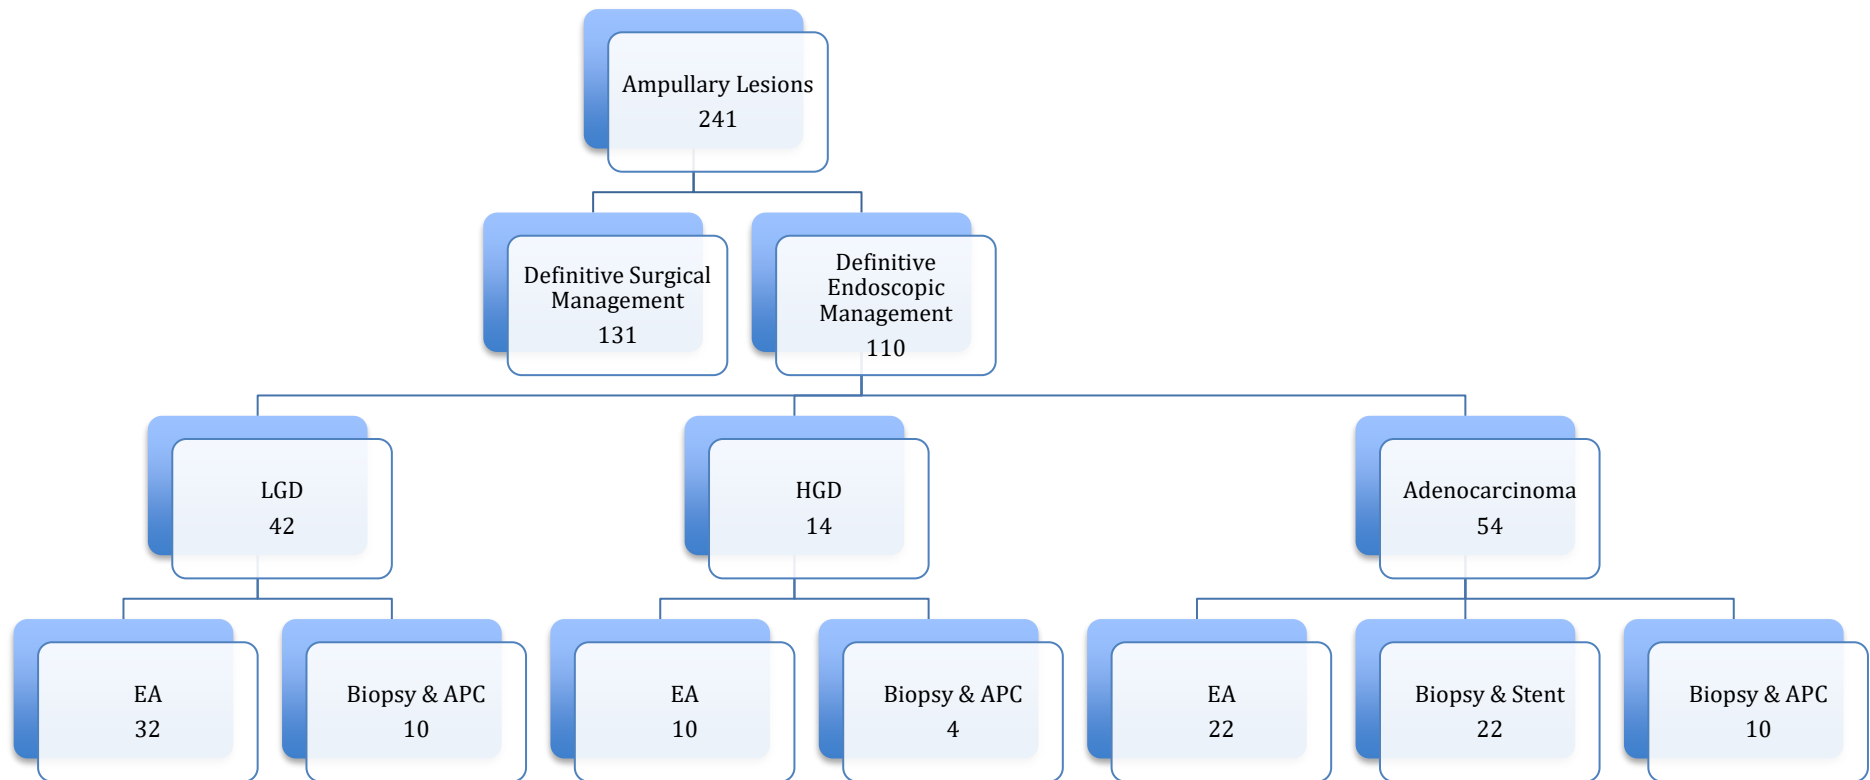 Ampullary Lesions
241
Definitive Surgical
Management
131
Definitive
Endoscopic
Management
110
LGD
42
HGD
14
Adenocarcinoma
54
EA
32
Biopsy & APC
10
EA
10
Biopsy & APC
4
EA
22
Biopsy & Stent
22
Biopsy & APC
10